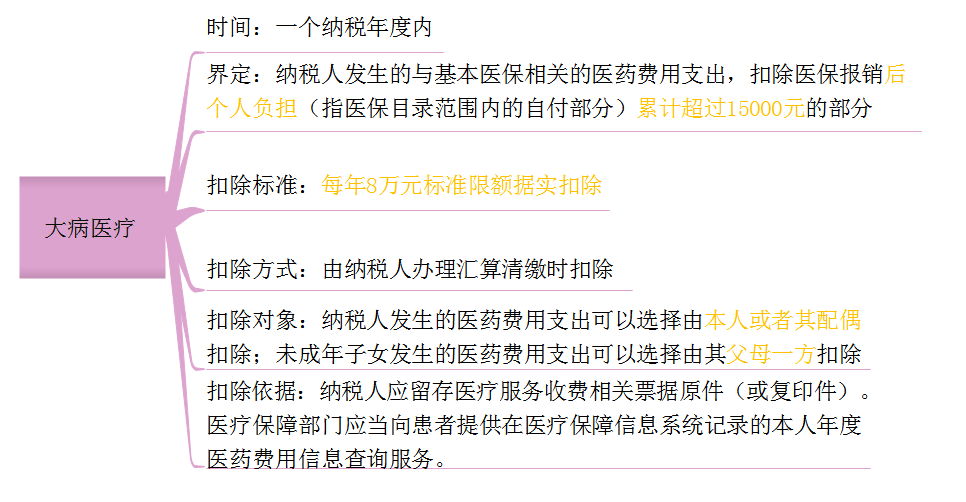 时间：一个纳税年度内
界定：纳税人发生的与基本医保相关的医药费用支出，扣除医保报销后
个人负担（指医保目录范围内的自付部分）累计超过15000元的部分
扣除标准：每年8万元标准限额据实扣除
大病医疗
扣除方式：由纳税人办理汇算清缴时扣除
扣除对象：纳税人发生的医药费用支出可以选择由本人或者其配偶
扣除；未成年子女发生的医药费用支出可以选择由其父母一方扣除
扣除依据：纳税人应留存医疗服务收费相关票据原件（或复印件）。
医疗保障部门应当向患者提供在医疗保障信息系统记录的本人年度
医药费用信息查询服务。